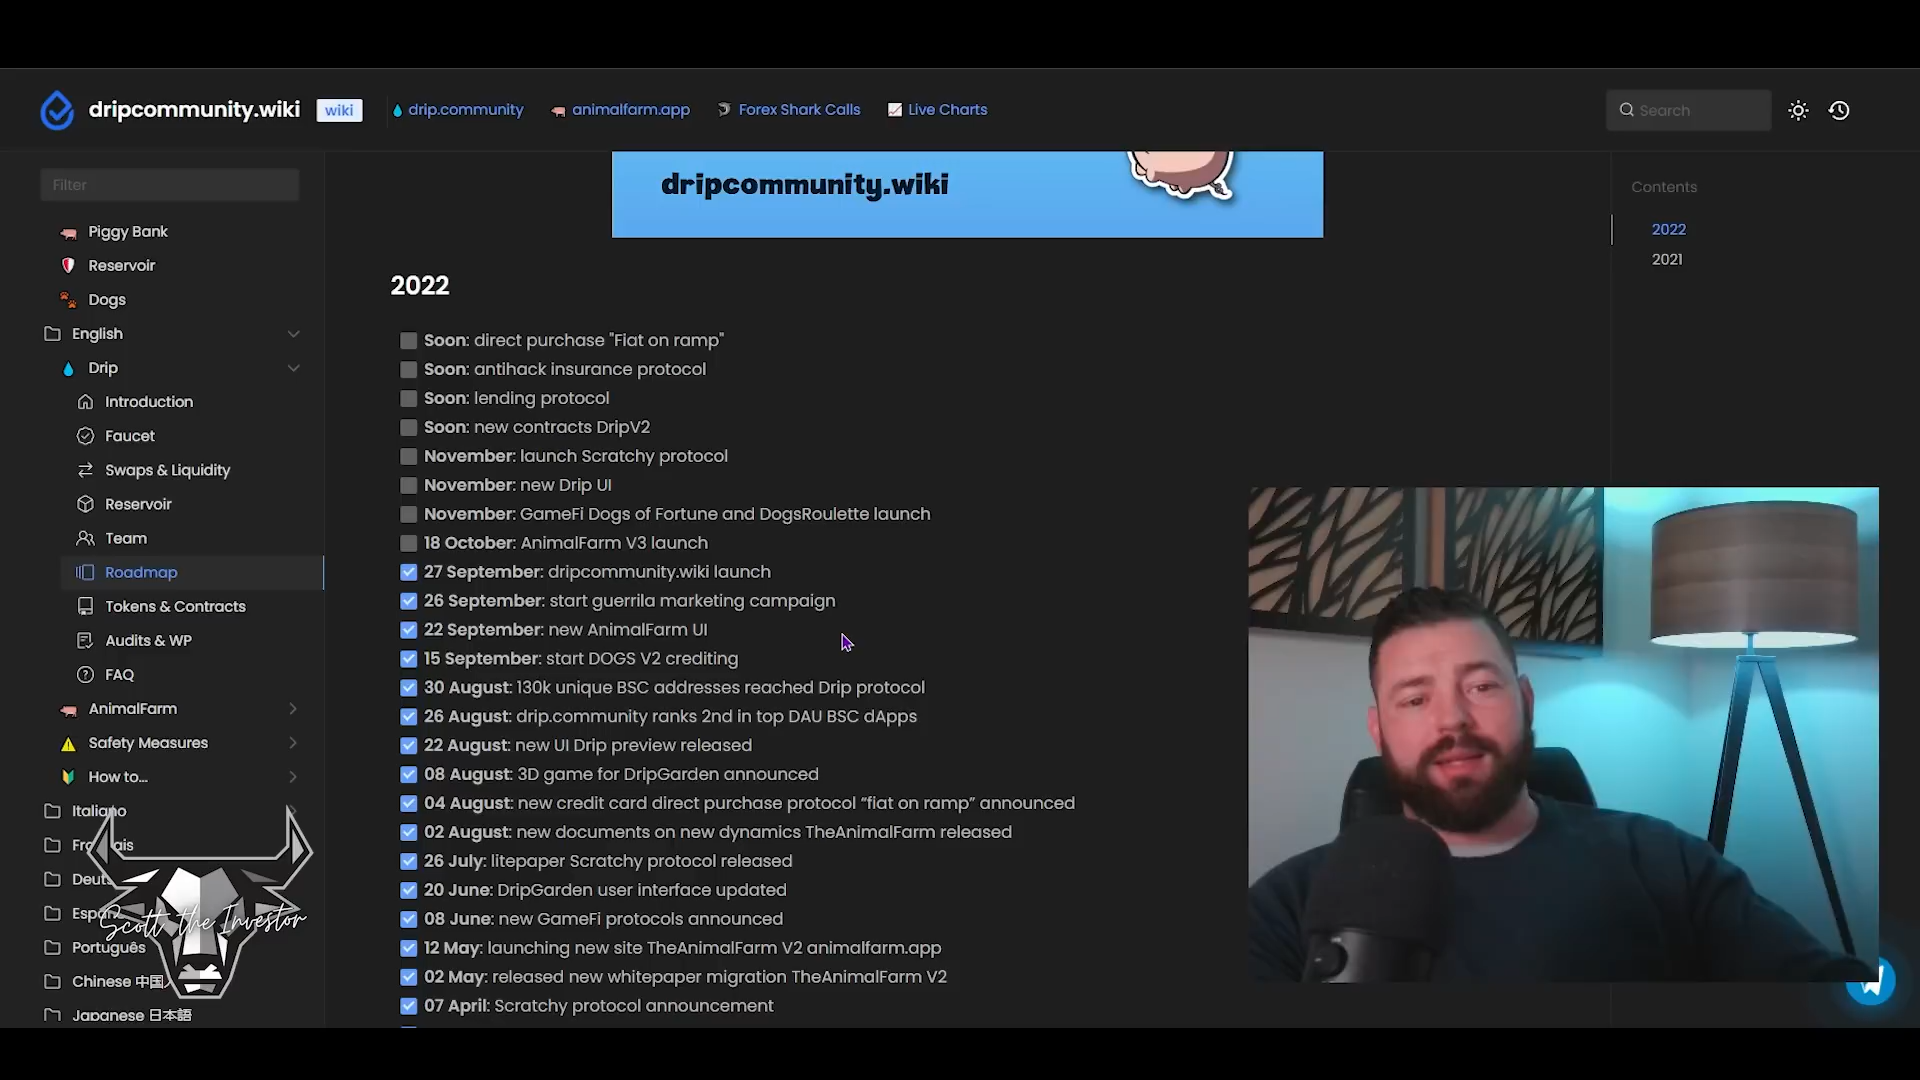 dripcommunity.wiki wiki drip.community animalfarm.app Forex Shark Calls Live Charts Search
Filter
Piggy Bank
Reservoir
Dogs
English
Drip
Introduction
Faucet
Swaps & Liquidity
Reservoir
Team
Roadmap
Tokens & Contracts
Audits & WP
FAQ
AnimalFarm
Safety Measures
How to...
Italiano
Deuts
Português
Chinese 中国
Japanese 日本語
Scott the Investor
dripcommunity.wiki
2022
Soon: direct purchase "Fiat on ramp"
Soon: antihack insurance protocol
Soon: lending protocol
Soon: new contracts DripV2
November: launch Scratchy protocol
November: new Drip UI
November: GameFi Dogs of Fortune and DogsRoulette launch
18 October: AnimalFarm V3 launch
27 September: dripcommunity.wiki launch
26 September: start guerrila marketing campaign
22 September: new AnimalFarm UI
15 September: start DOGS V2 crediting
30 August: 130k unique BSC addresses reached Drip protocol
26 August: drip.community ranks 2nd in top DAU BSC dApps
22 August: new UI Drip preview released
08 August: 3D game for DripGarden announced
04 August: new credit card direct purchase protocol “fiat on ramp” announced
02 August: new documents on new dynamics TheAnimalFarm released
26 July: litepaper Scratchy protocol released
20 June: DripGarden user interface updated
08 June: new GameFi protocols announced
12 May: launching new site TheAnimalFarm V2 animalfarm.app
02 May: released new whitepaper migration TheAnimalFarm V2
07 April: Scratchy protocol announcement
Contents
2022
2021